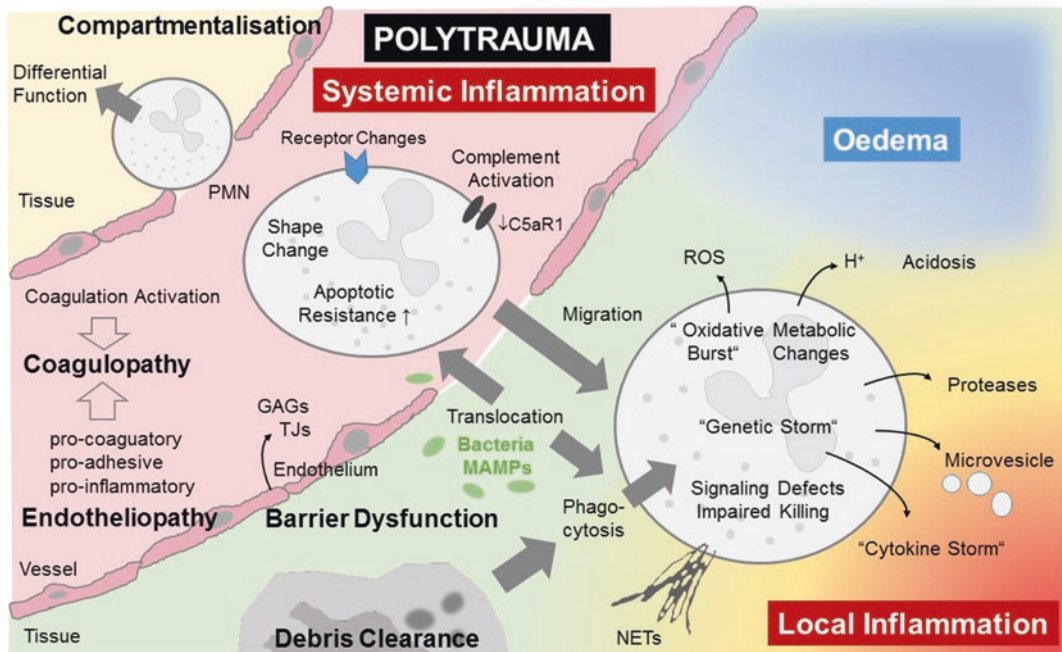 Compartmentalisation
POLYTRAUMA
Systemic Inflammation
Differential
Function
Receptor Changes
Complement
Activation
Oedema
PMN
Tissue
↓C5aR1
Shape
Change
Apoptotic
Resistance ↑
Coagulation Activation
Coagulopathy
pro-coaguatory
pro-adhesive
pro-inflammatory
Endotheliopathy
GAGs
TJs
Endothelium
Barrier Dysfunction
Vessel
Tissue
Debris Clearance
Migration
Translocation
Bacteria
MAMPs
Phago-
cytosis
ROS
H⁺
Acidosis
“ Oxidative
Burst“
Metabolic
Changes
Proteases
“Genetic Storm“
Microvesicle
Signaling Defects
Impaired Killing
“Cytokine Storm“
NETs
Local Inflammation